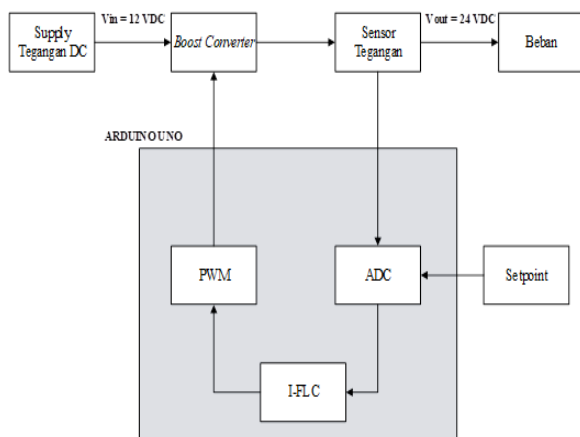 Vin = 12 VDC
Vout = 24 VDC
Supply
Tegangan DC
Boost Converter
Sensor
Tegangan
Beban
ARDUINO UNO
PWM
ADC
Setpoint
I-FLC